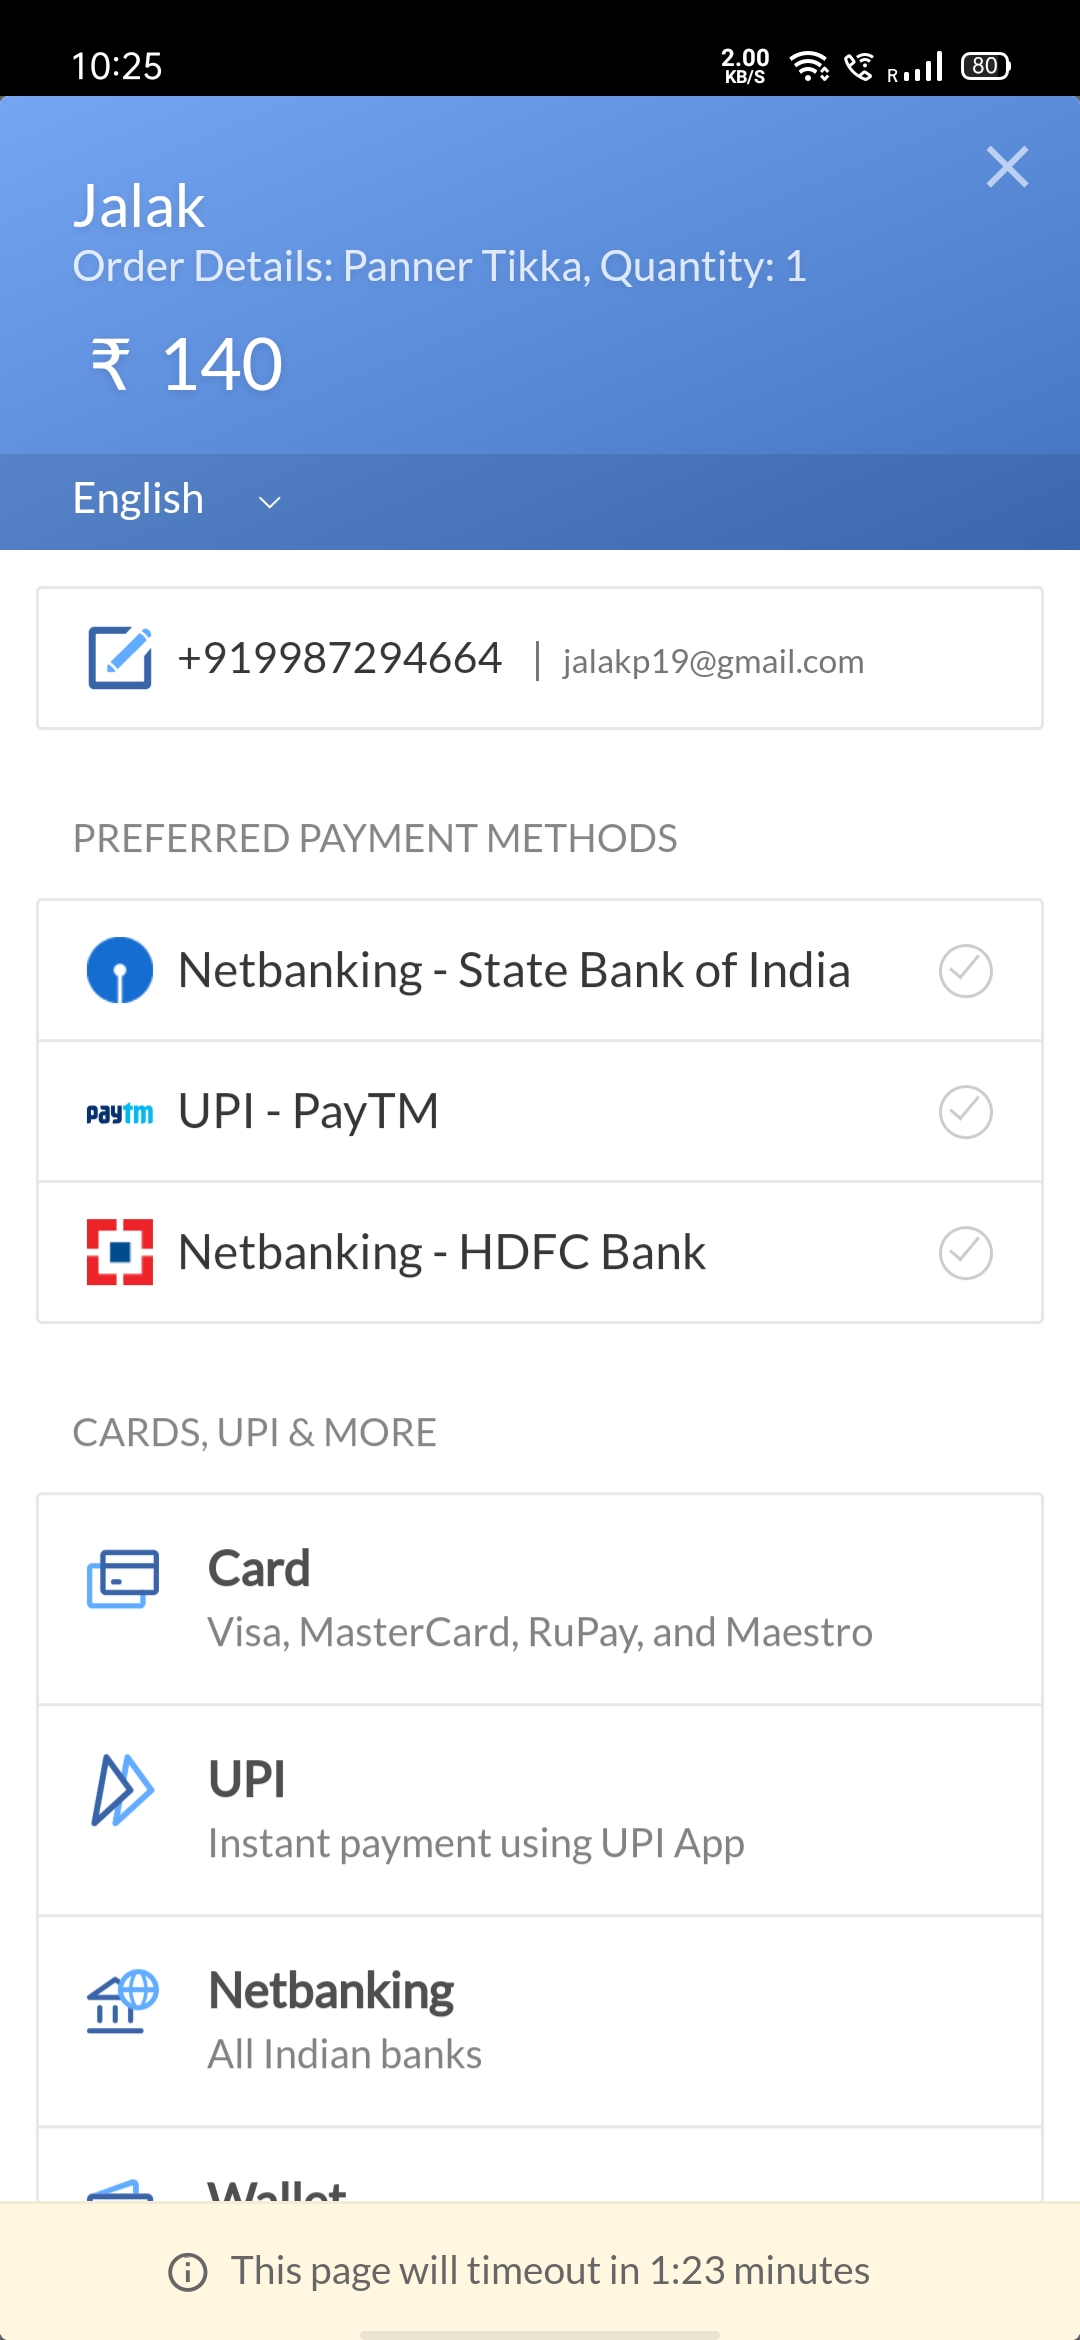 10:25
2.00
KB/S
R
80
Jalak
Order Details: Panner Tikka, Quantity: 1
₹ 140
English
+919987294664 | jalakp19@gmail.com
PREFERRED PAYMENT METHODS
Netbanking - State Bank of India
paytm UPI - PayTM
Netbanking - HDFC Bank
CARDS, UPI & MORE
Card
Visa, MasterCard, RuPay, and Maestro
UPI
Instant payment using UPI App
Netbanking
All Indian banks
Wallet
This page will timeout in 1:23 minutes